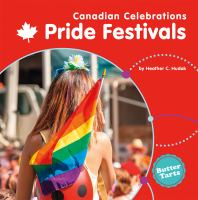 Canadian Celebrations
Pride Festivals
by Heather C. Hudak
Butter
Tarts